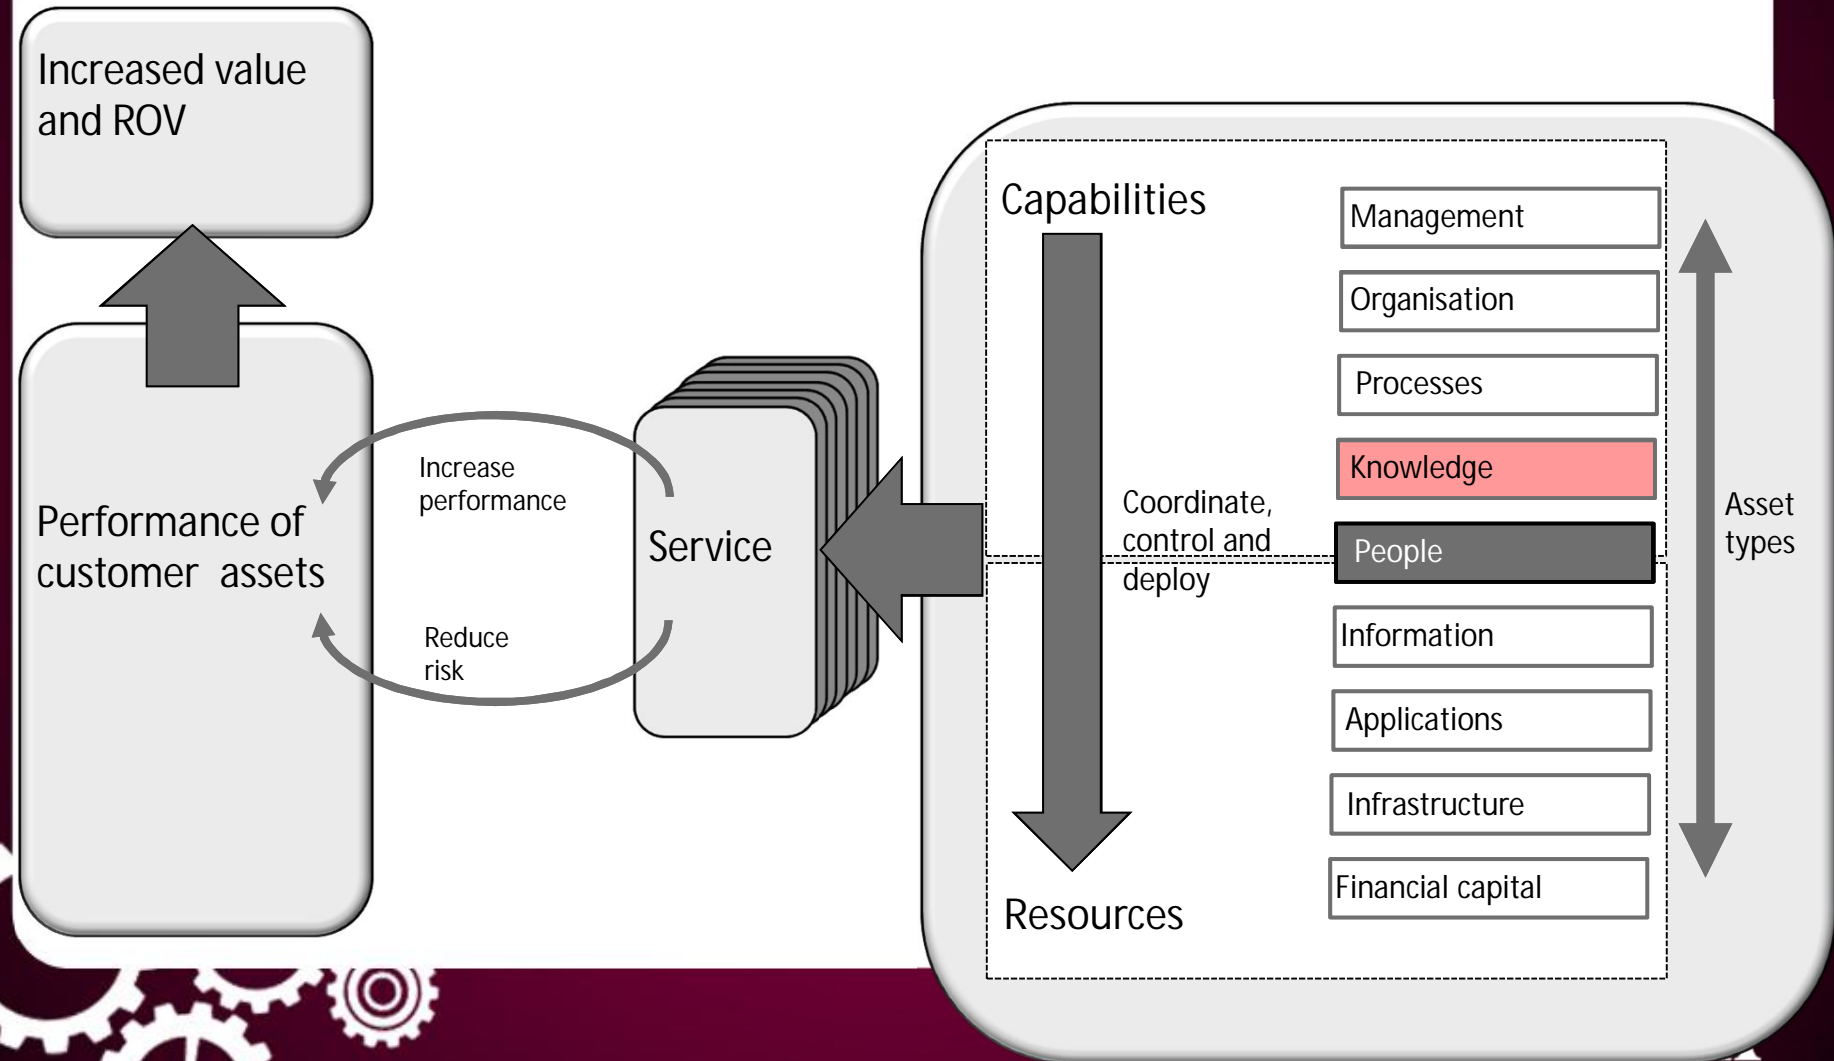 Increased value
and ROV
Performance of
customer assets
Increase
performance
Reduce
risk
Service
Capabilities
Coordinate,
control and
deploy
Resources
Management
Organisation
Processes
Knowledge
People
Information
Applications
Infrastructure
Financial capital
Asset
types